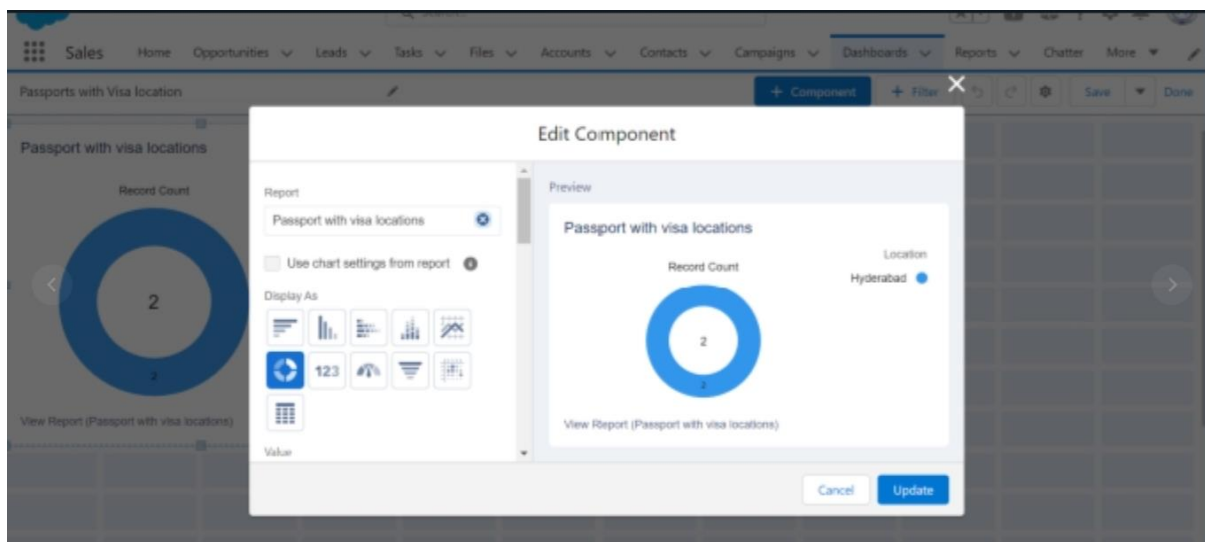 Sales Home Opportunities Leads Tasks Files Accounts Contacts Campaigns Dashboards Reports Chatter More
Passports with Visa location
+ Component + Filter Save Done
Passport with visa locations
Record Count
2
2
View Report (Passport with visa locations)
Edit Component
Report
Passport with visa locations
Use chart settings from report
Display As
123
Value
Preview
Passport with visa locations
Location
Record Count
Hyderabad
2
2
View Report (Passport with visa locations)
Cancel Update